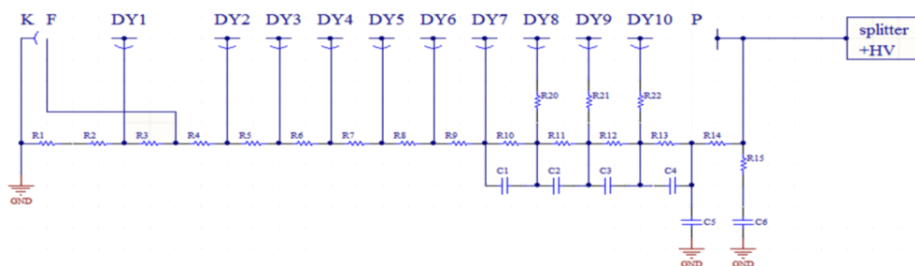 K F DY1 DY2 DY3 DY4 DY5 DY6 DY7 DY8 DY9 DY10 P
splitter
+HV
R20 R21 R22
R1 R2 R3 R4 R5 R6 R7 R8 R9 R10 R11 R12 R13 R14
R15
C1 C2 C3 C4
GND
C5 C6
GND GND